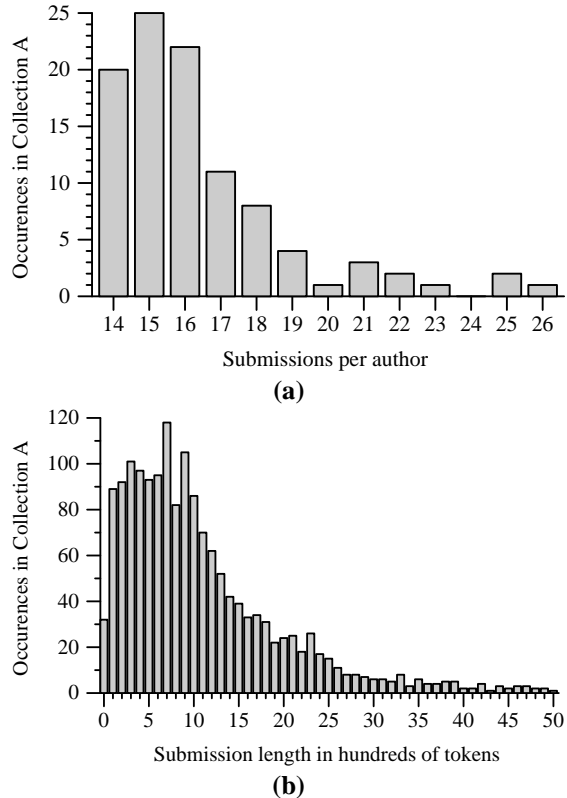 25
20
15
10
5
0
Occurences in Collection A
14 15 16 17 18 19 20 21 22 23 24 25 26
Submissions per author
(a)
120
100
80
60
40
20
0
Occurences in Collection A
0 5 10 15 20 25 30 35 40 45 50
Submission length in hundreds of tokens
(b)